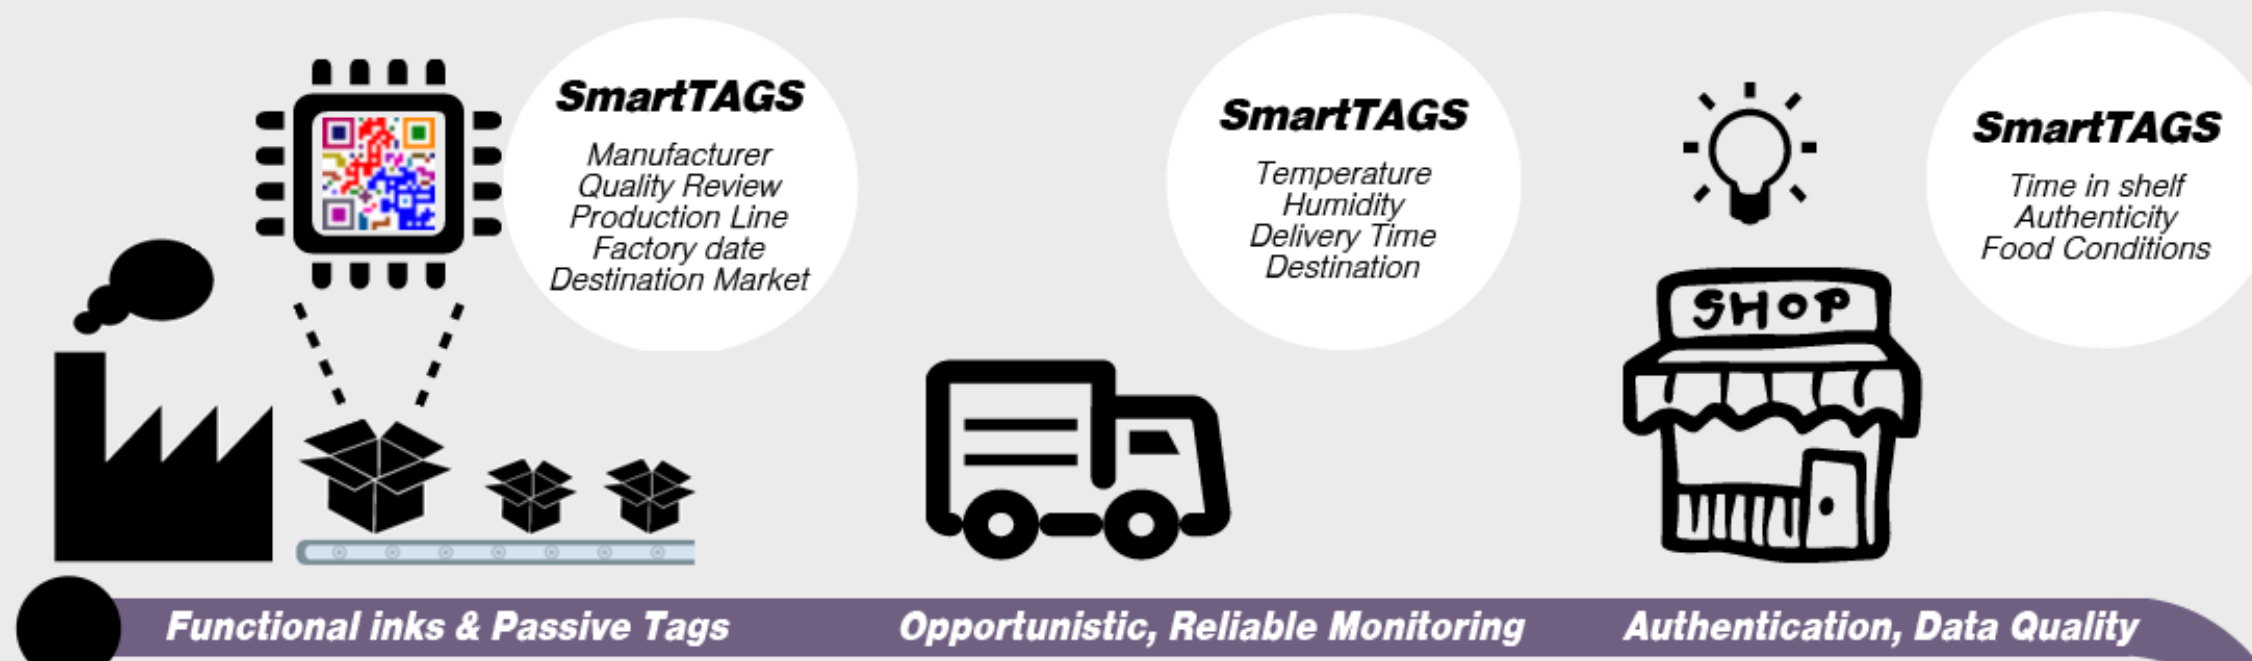 SmartTAGS
Manufacturer
Quality Review
Production Line
Factory date
Destination Market
SmartTAGS
Temperature
Humidity
Delivery Time
Destination
SmartTAGS
Time in shelf
Authenticity
Food Conditions
SHOP
Functional inks & Passive Tags
Opportunistic, Reliable Monitoring
Authentication, Data Quality